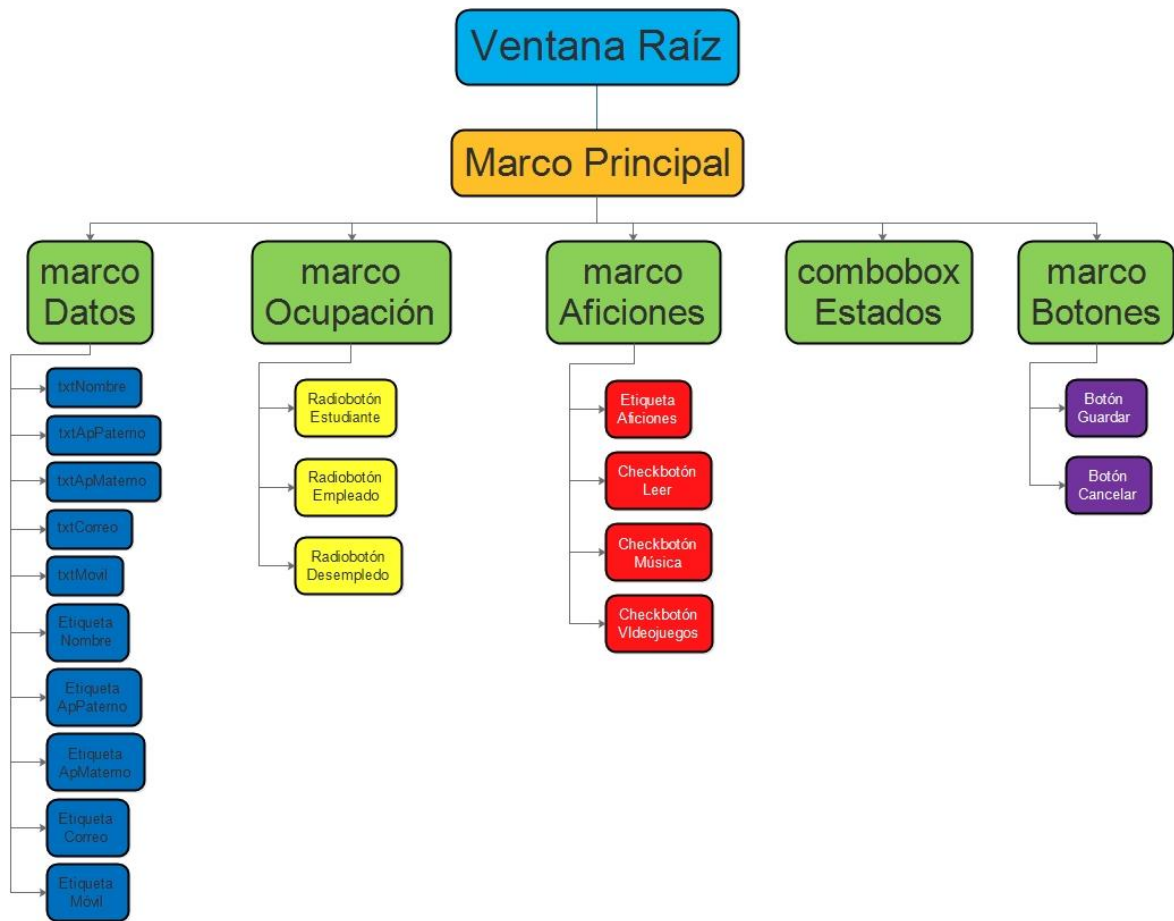 Ventana Raíz
Marco Principal
marco
Datos
marco
Ocupación
marco
Aficiones
combobox
Estados
marco
Botones
txtNombre
txtApPaterno
txtApMaterno
txtCorreo
txtMovil
Etiqueta
Nombre
Etiqueta
ApPaterno
Etiqueta
ApMaterno
Etiqueta
Correo
Etiqueta
Móvil
Radiobotón
Estudiante
Radiobotón
Empleado
Radiobotón
Desempledo
Etiqueta
Aficiones
Checkbotón
Leer
Checkbotón
Música
Checkbotón
VIdeojuegos
Botón
Guardar
Botón
Cancelar